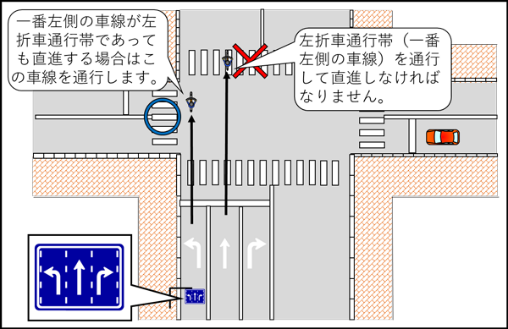 一番左側の車線が左
折車通行帯であって
も直進する場合はこ
の車線を通行します。
左折車通行帯（一番
左側の車線）を通行
して直進しなければ
なりません。